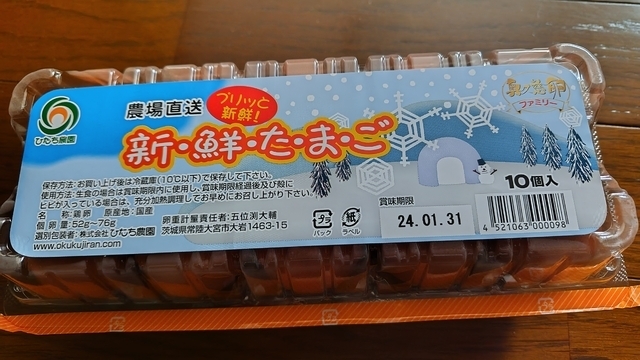 ひたち農園
農場直送
プリッと
新鮮!
新・鮮・た・ま・ご
奥久慈卵
ファミリー
保存方法:お買い上げ後は冷蔵庫(10℃以下)で保存して下さい。
使用方法:生食の場合は賞味期限内に使用し、賞味期限経過後及び殻に
ヒビが入っている場合は、充分加熱調理してお早めにお召し上がり下さい。
名称:鶏卵 原産地:国産
個卵重:52g〜76g
選別包装者:株式会社 ひたち農園
www.okukujiran.com
卵重計量責任者:五位渕大輔
茨城県常陸大宮市大岩1463-15
プラ
パック
紙
ラベル
10個入
賞味期限
24.01.31
4 521063 000098